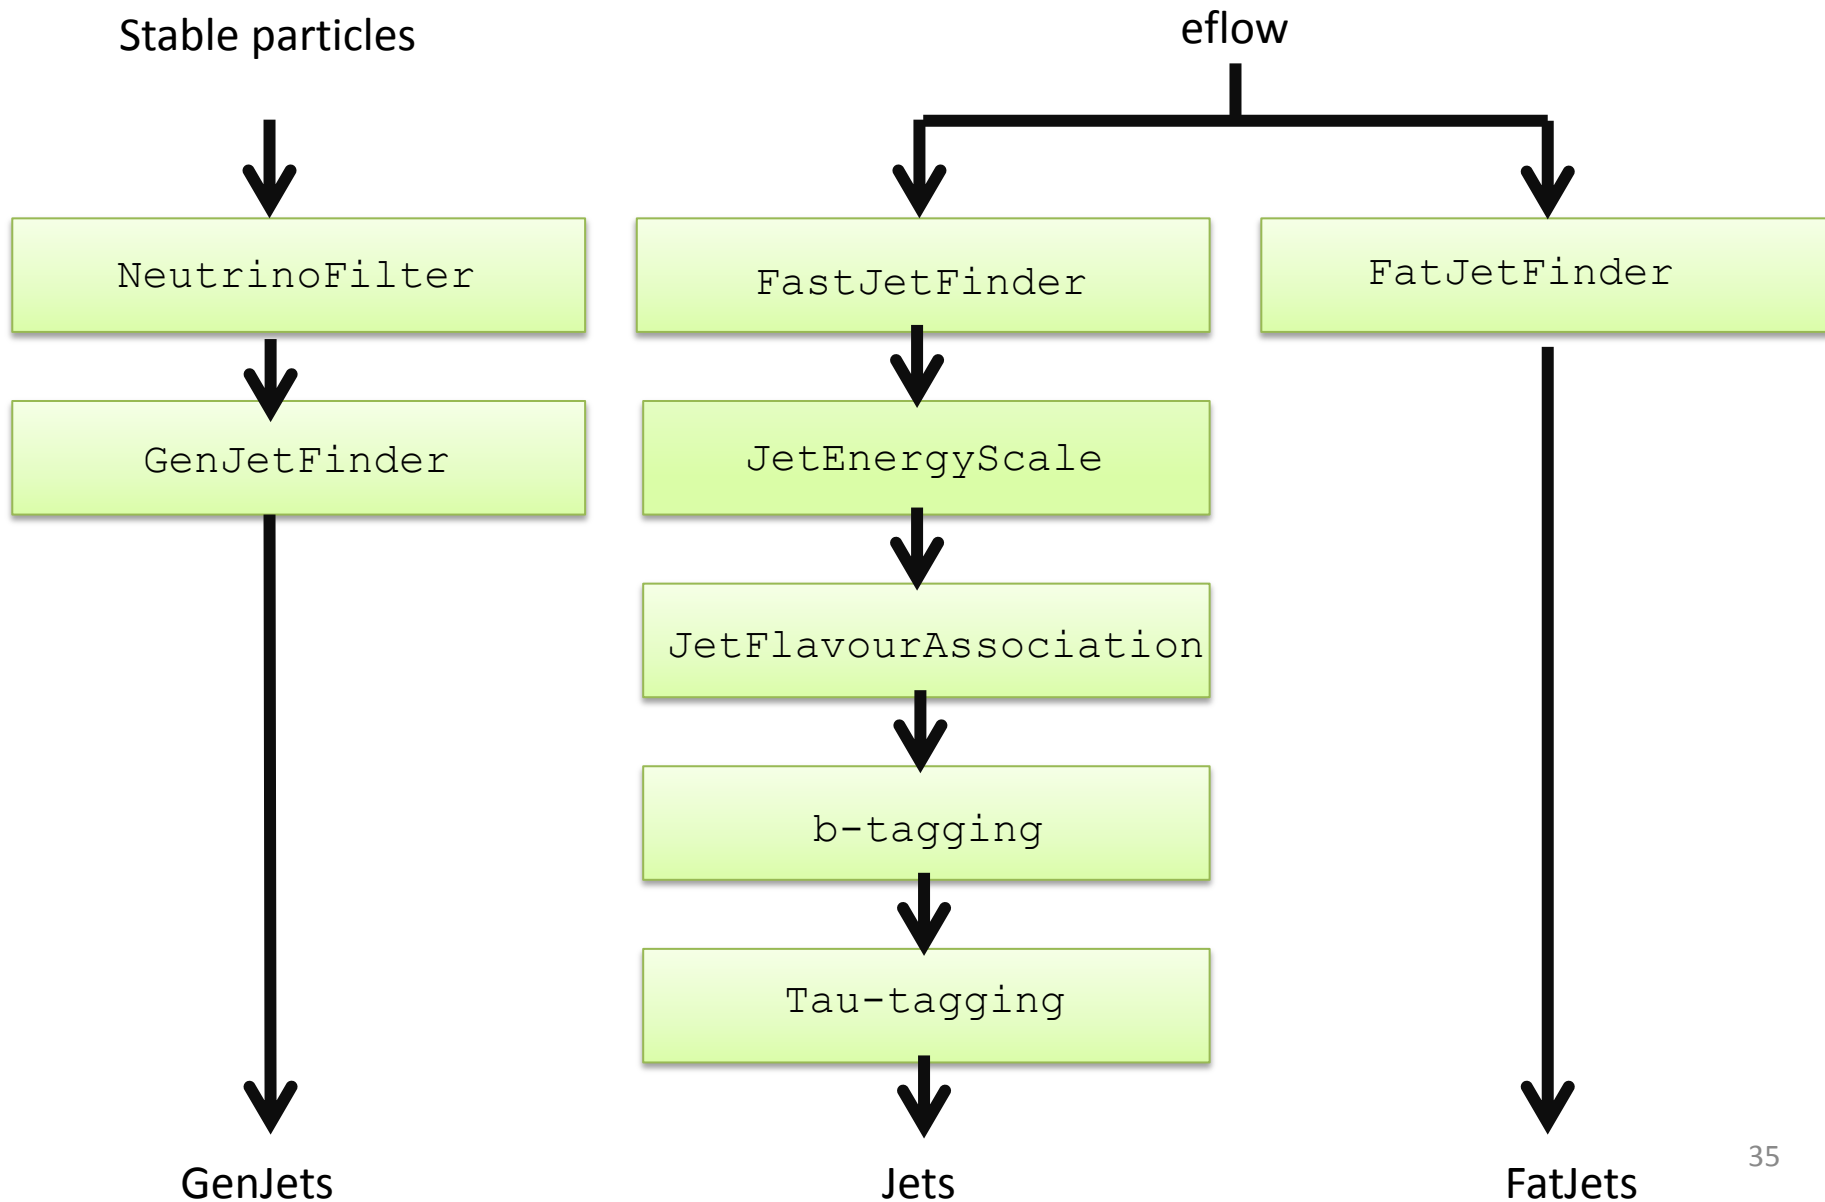 Stable particles
eflow
NeutrinoFilter
FastJetFinder
FatJetFinder
GenJetFinder
JetEnergyScale
JetFlavourAssociation
b-tagging
Tau-tagging
GenJets
Jets
FatJets
35